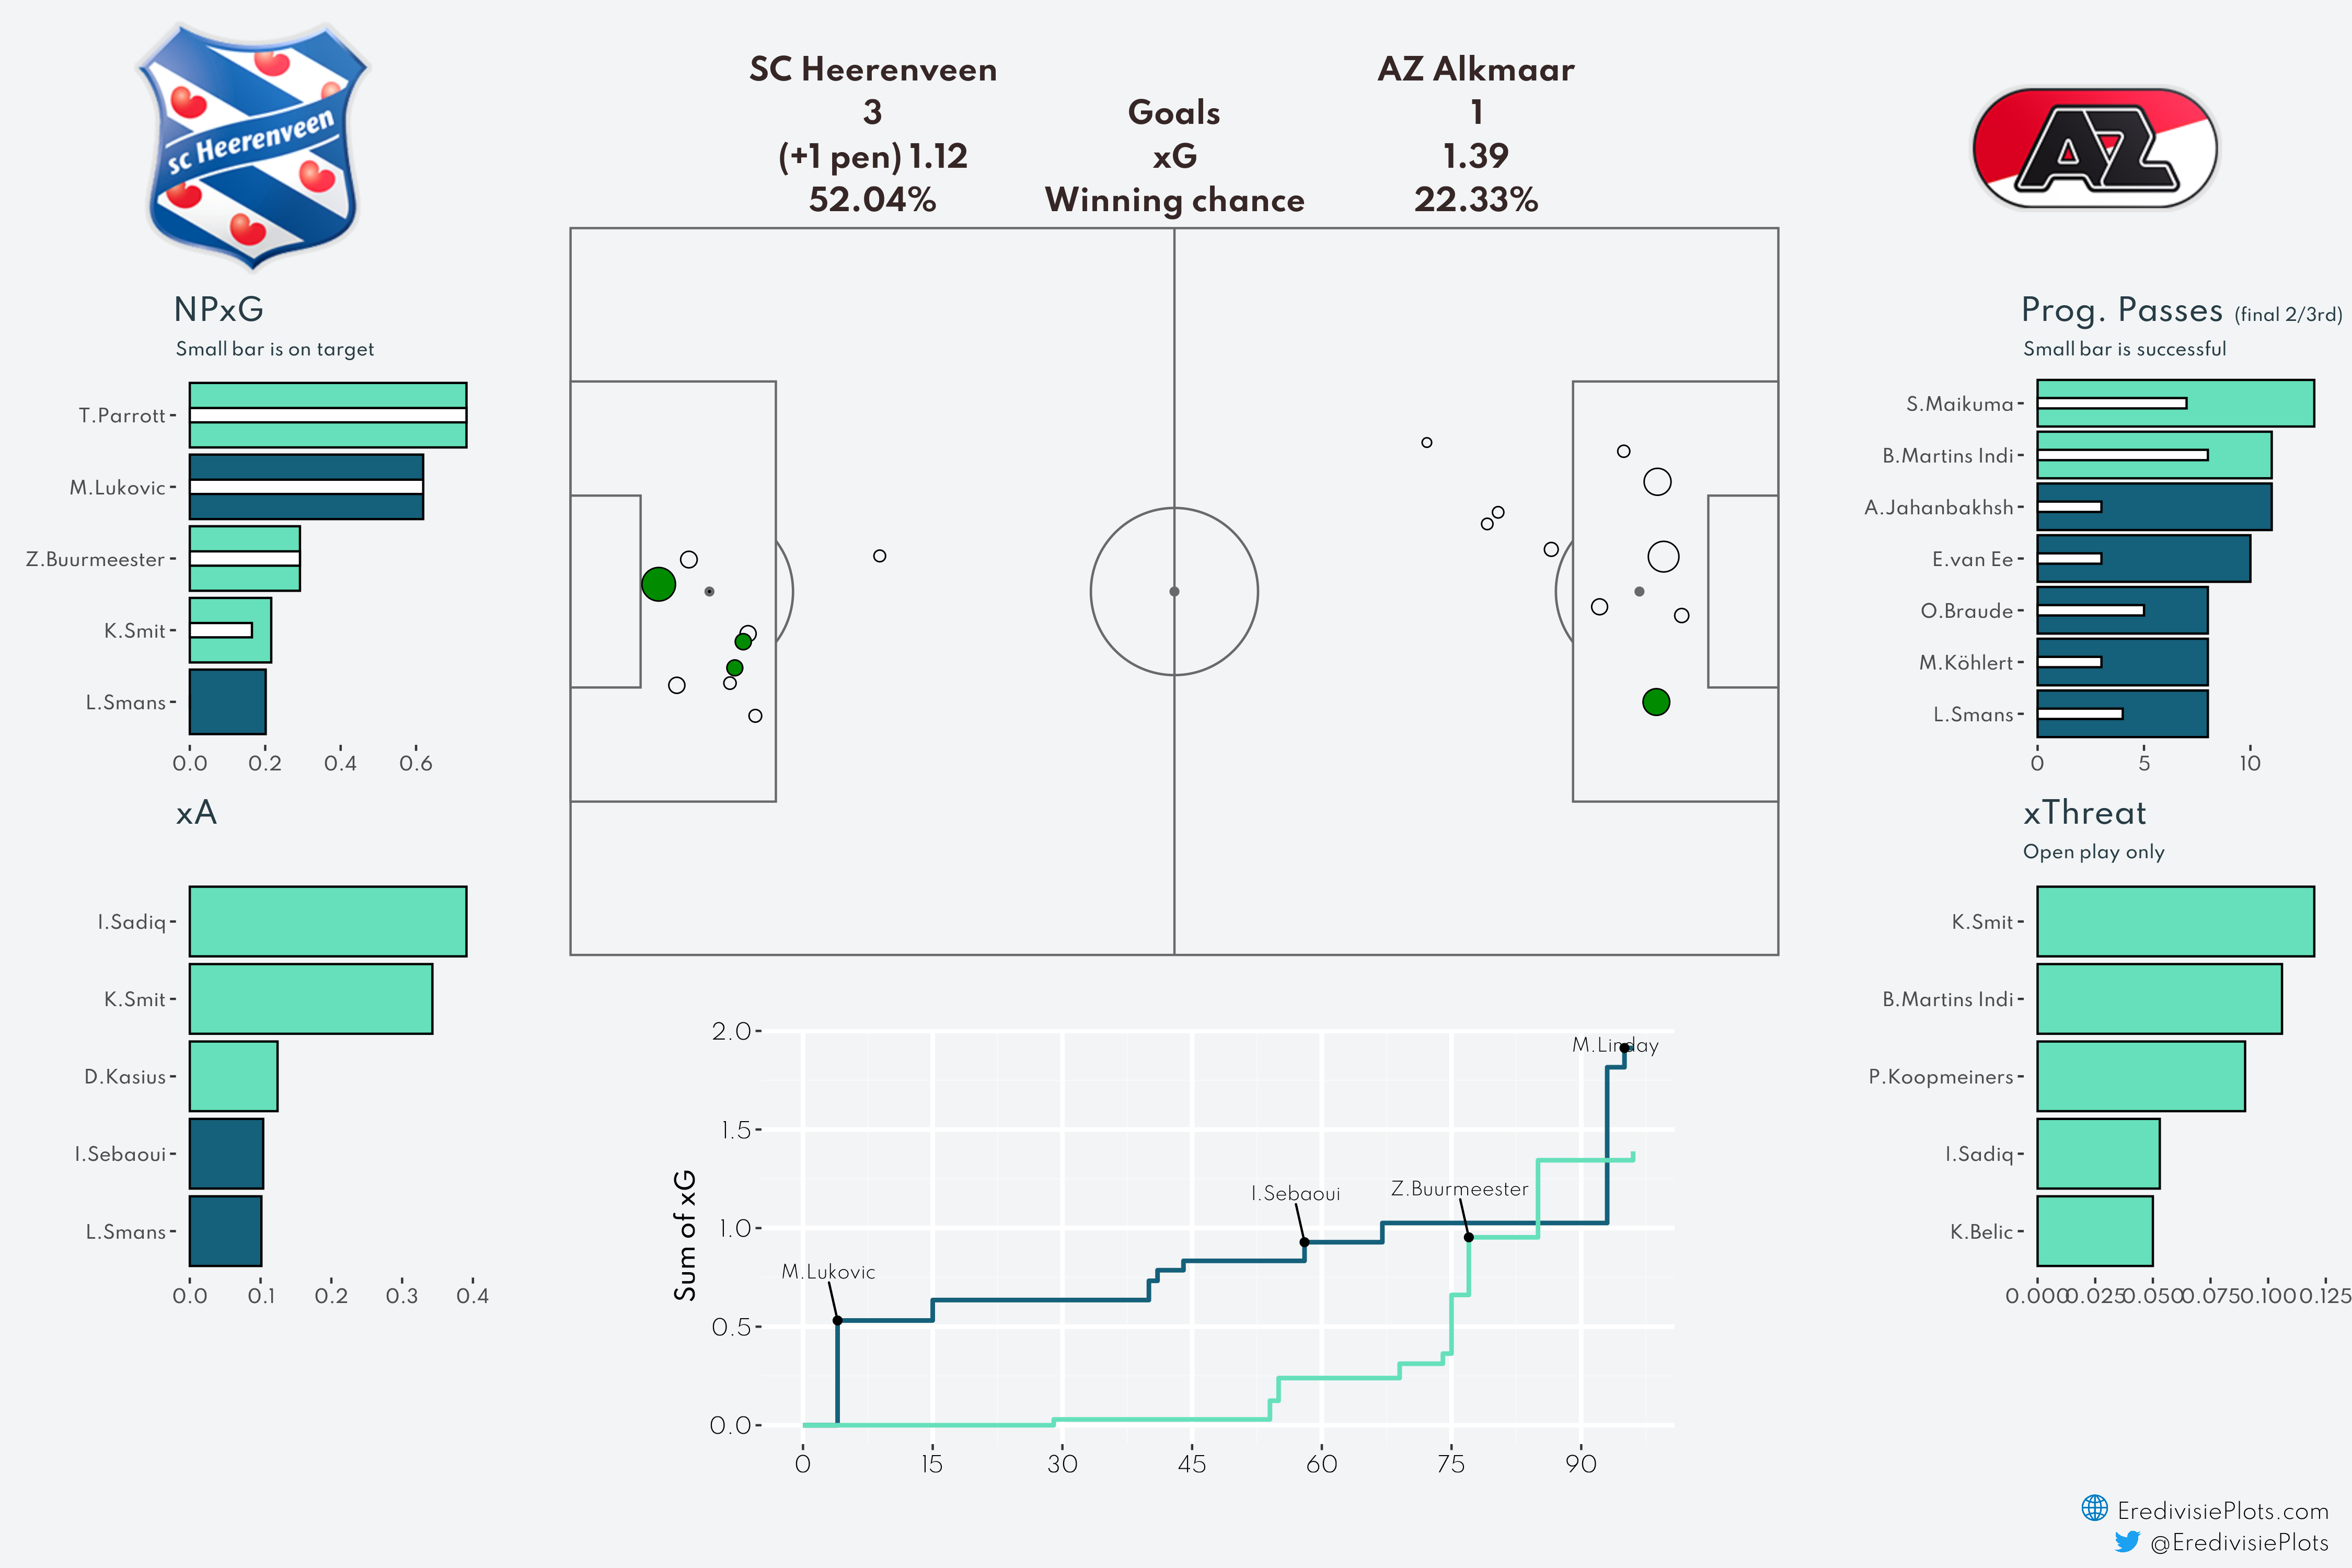 SC Heerenveen AZ Alkmaar
3 Goals 1
(+1 pen) 1.12 xG 1.39
52.04% Winning chance 22.33%
sc Heerenveen
AZ
NPxG
Small bar is on target
T.Parrott
M.Lukovic
Z.Buurmeester
K.Smit
L.Smans
0.0 0.2 0.4 0.6
xA
I.Sadiq
K.Smit
D.Kasius
I.Sebaoui
L.Smans
0.0 0.1 0.2 0.3 0.4
Prog. Passes (final 2/3rd)
Small bar is successful
S.Maikuma
B.Martins Indi
A.Jahanbakhsh
E.van Ee
O.Braude
M.Köhlert
L.Smans
0 5 10
xThreat
Open play only
K.Smit
B.Martins Indi
P.Koopmeiners
I.Sadiq
K.Belic
0.000 0.025 0.050 0.075 0.100 0.125
Sum of xG
2.0
1.5
1.0
0.5
0.0
M.Linday
I.Sebaoui
Z.Buurmeester
M.Lukovic
0 15 30 45 60 75 90
EredivisiePlots.com
@EredivisiePlots